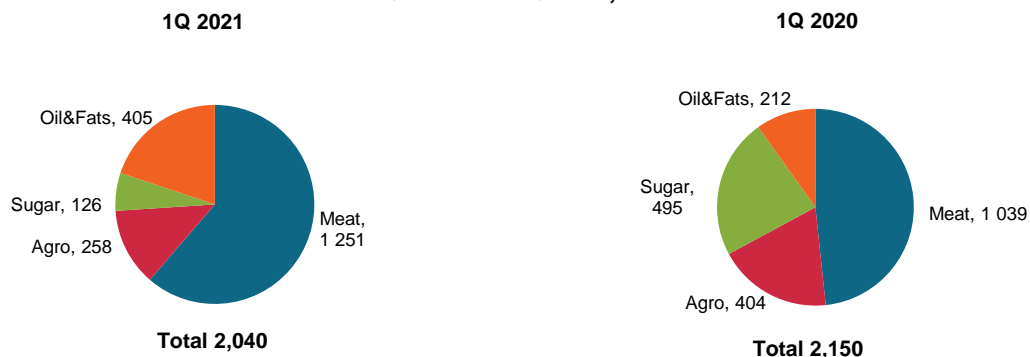 1Q 2021
Oil&Fats, 405
Sugar, 126
Agro, 258
Meat,
1 251
Total 2,040
1Q 2020
Oil&Fats, 212
Sugar,
495
Agro, 404
Meat, 1 039
Total 2,150